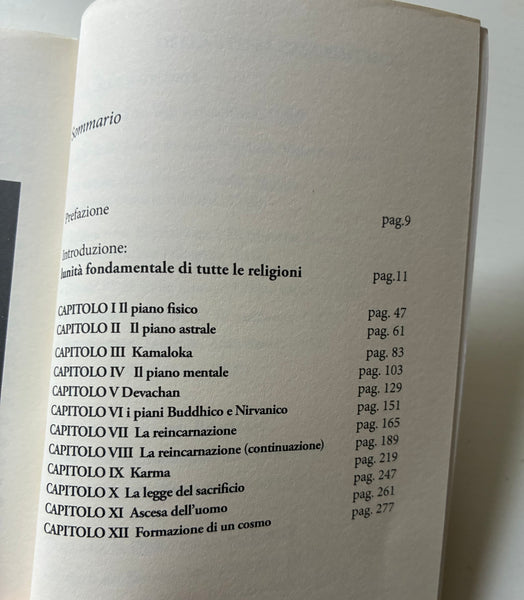 Sommario
Prefazione pag.9
Introduzione:
lunità fondamentale di tutte le religioni pag.11
CAPITOLO I Il piano fisico pag. 47
CAPITOLO II Il piano astrale pag. 61
CAPITOLO III Kamaloka pag. 83
CAPITOLO IV Il piano mentale pag. 103
CAPITOLO V Devachan pag. 129
CAPITOLO VI i piani Buddhico e Nirvanico pag. 151
CAPITOLO VII La reincarnazione pag. 165
CAPITOLO VIII La reincarnazione (continuazione) pag. 189
CAPITOLO IX Karma pag. 219
CAPITOLO X La legge del sacrificio pag. 247
CAPITOLO XI Ascesa dell'uomo pag. 261
CAPITOLO XII Formazione di un cosmo pag. 277